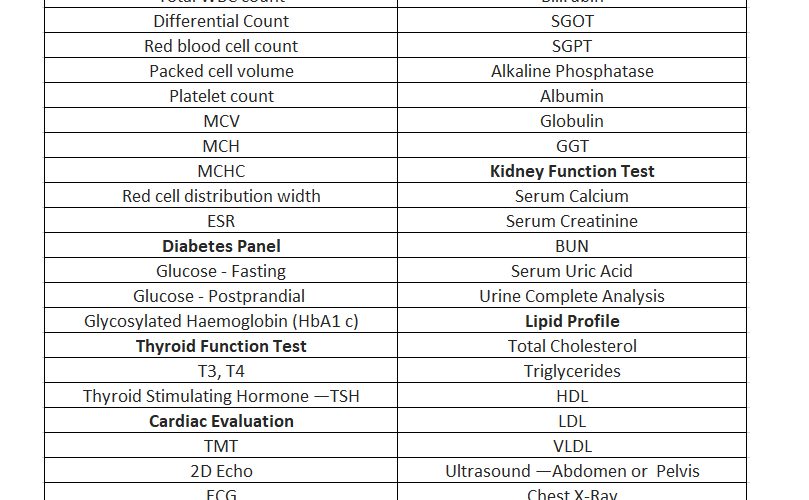 Total WBC count Bilirubin
Differential Count SGOT
Red blood cell count SGPT
Packed cell volume Alkaline Phosphatase
Platelet count Albumin
MCV Globulin
MCH GGT
MCHC Kidney Function Test
Red cell distribution width Serum Calcium
ESR Serum Creatinine
Diabetes Panel BUN
Glucose - Fasting Serum Uric Acid
Glucose - Postprandial Urine Complete Analysis
Glycosylated Haemoglobin (HbA1 c) Lipid Profile
Thyroid Function Test Total Cholesterol
T3, T4 Triglycerides
Thyroid Stimulating Hormone —TSH HDL
Cardiac Evaluation LDL
TMT VLDL
2D Echo Ultrasound —Abdomen or Pelvis
ECG Chest X-Ray